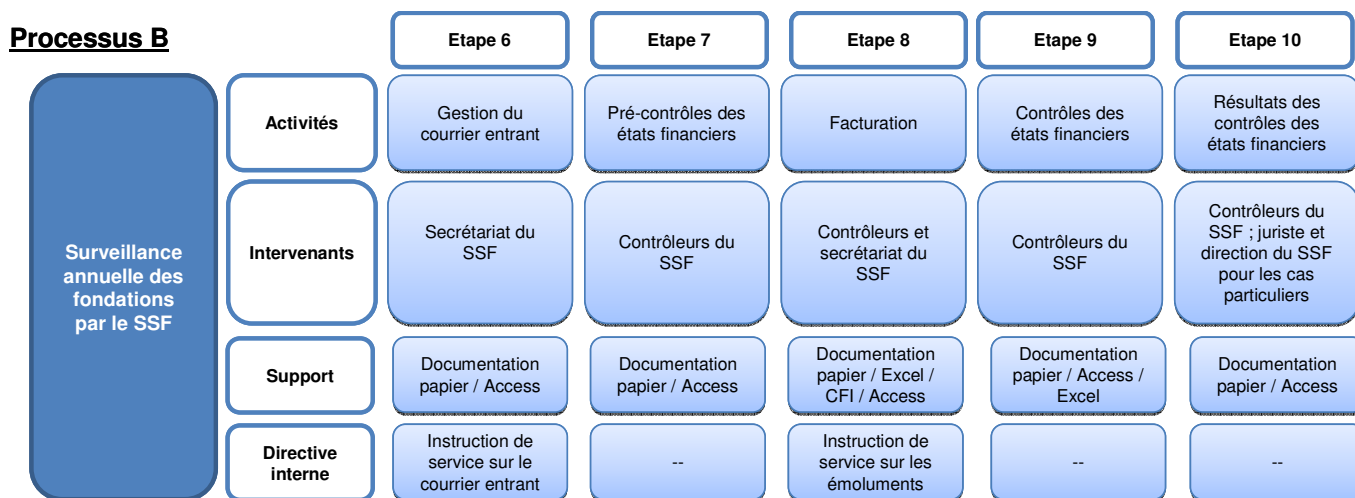 Processus B
Etape 6
Etape 7
Etape 8
Etape 9
Etape 10
Surveillance
annuelle des
fondations
par le SSF
Activités
Gestion du
courrier entrant
Pré-contrôles des
états financiers
Facturation
Contrôles des
états financiers
Résultats des
contrôles des
états financiers
Intervenants
Secrétariat du
SSF
Contrôleurs du
SSF
Contrôleurs et
secrétariat du
SSF
Contrôleurs du
SSF
Contrôleurs du
SSF ; juriste et
direction du SSF
pour les cas
particuliers
Support
Documentation
papier / Access
Documentation
papier / Access
Documentation
papier / Excel /
CFI / Access
Documentation
papier / Access /
Excel
Documentation
papier / Access
Directive
interne
Instruction de
service sur le
courrier entrant
--
Instruction de
service sur les
émoluments
--
--